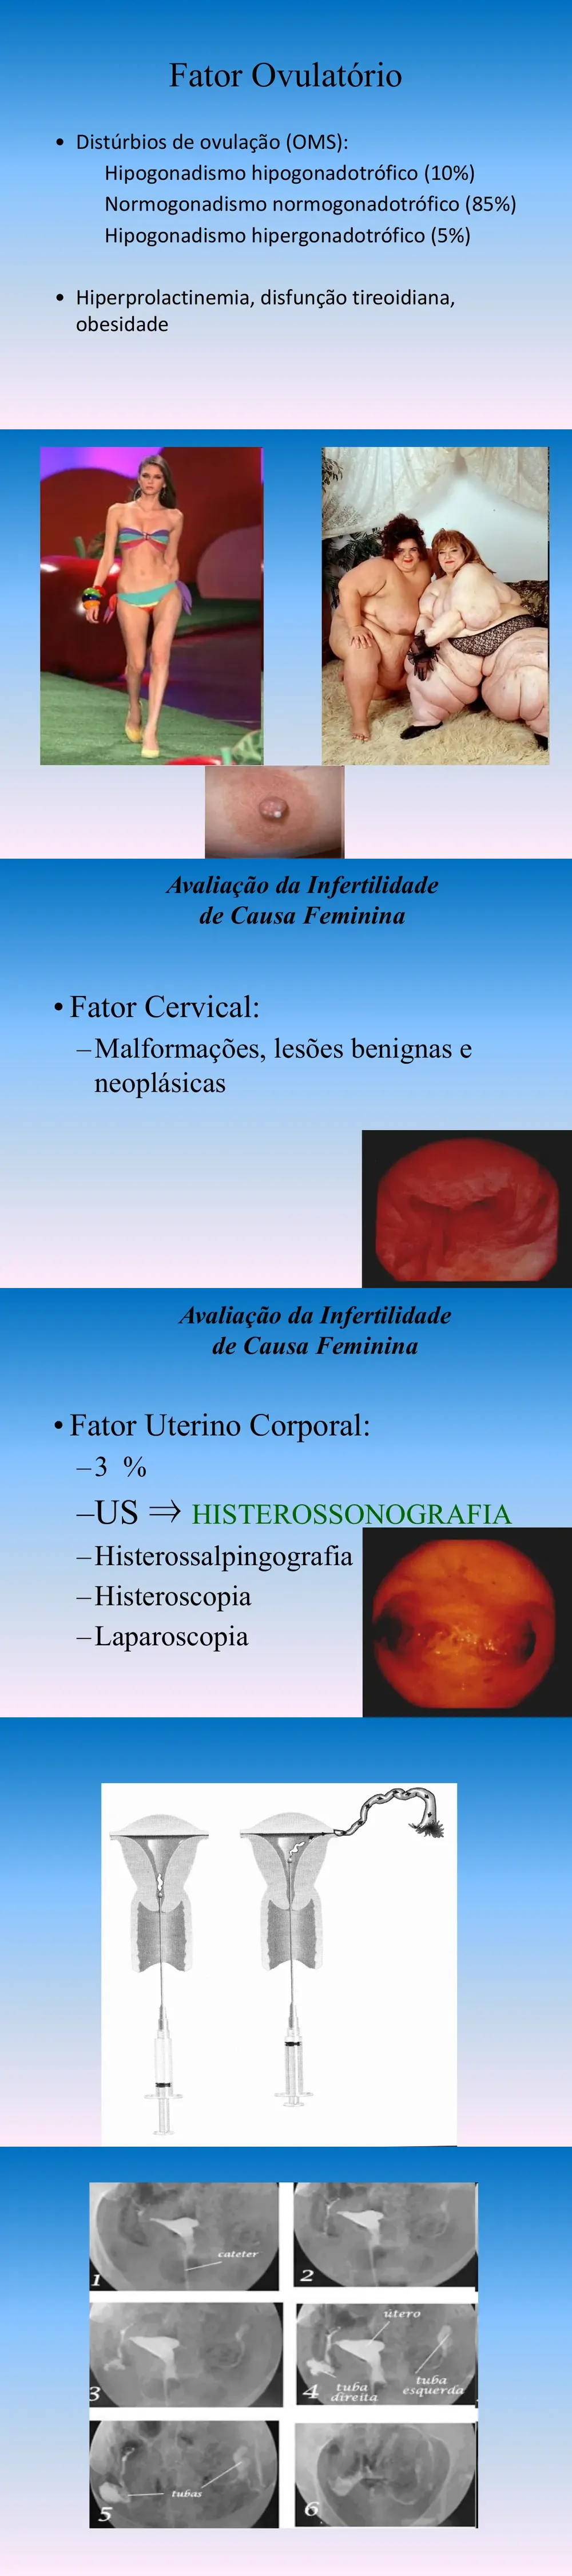 Fator Ovulatório
• Distúrbios de ovulação (OMS):
Hipogonadismo hipogonadotrófico (10%)
Normogonadismo normogonadotrófico (85%)
Hipogonadismo hipergonadotrófico (5%)
• Hiperprolactinemia, disfunção tireoidiana,
obesidade
Avaliação da Infertilidade
de Causa Feminina
• Fator Cervical:
–Malformações, lesões benignas e
neoplásicas
Avaliação da Infertilidade
de Causa Feminina
• Fator Uterino Corporal:
–3 %
–US ⇒ HISTEROSSONOGRAFIA
–Histerossalpingografia
–Histeroscopia
–Laparoscopia
cateter
1
2
útero
3
4
tuba
direita
tuba
esquerda
tubas
5
6